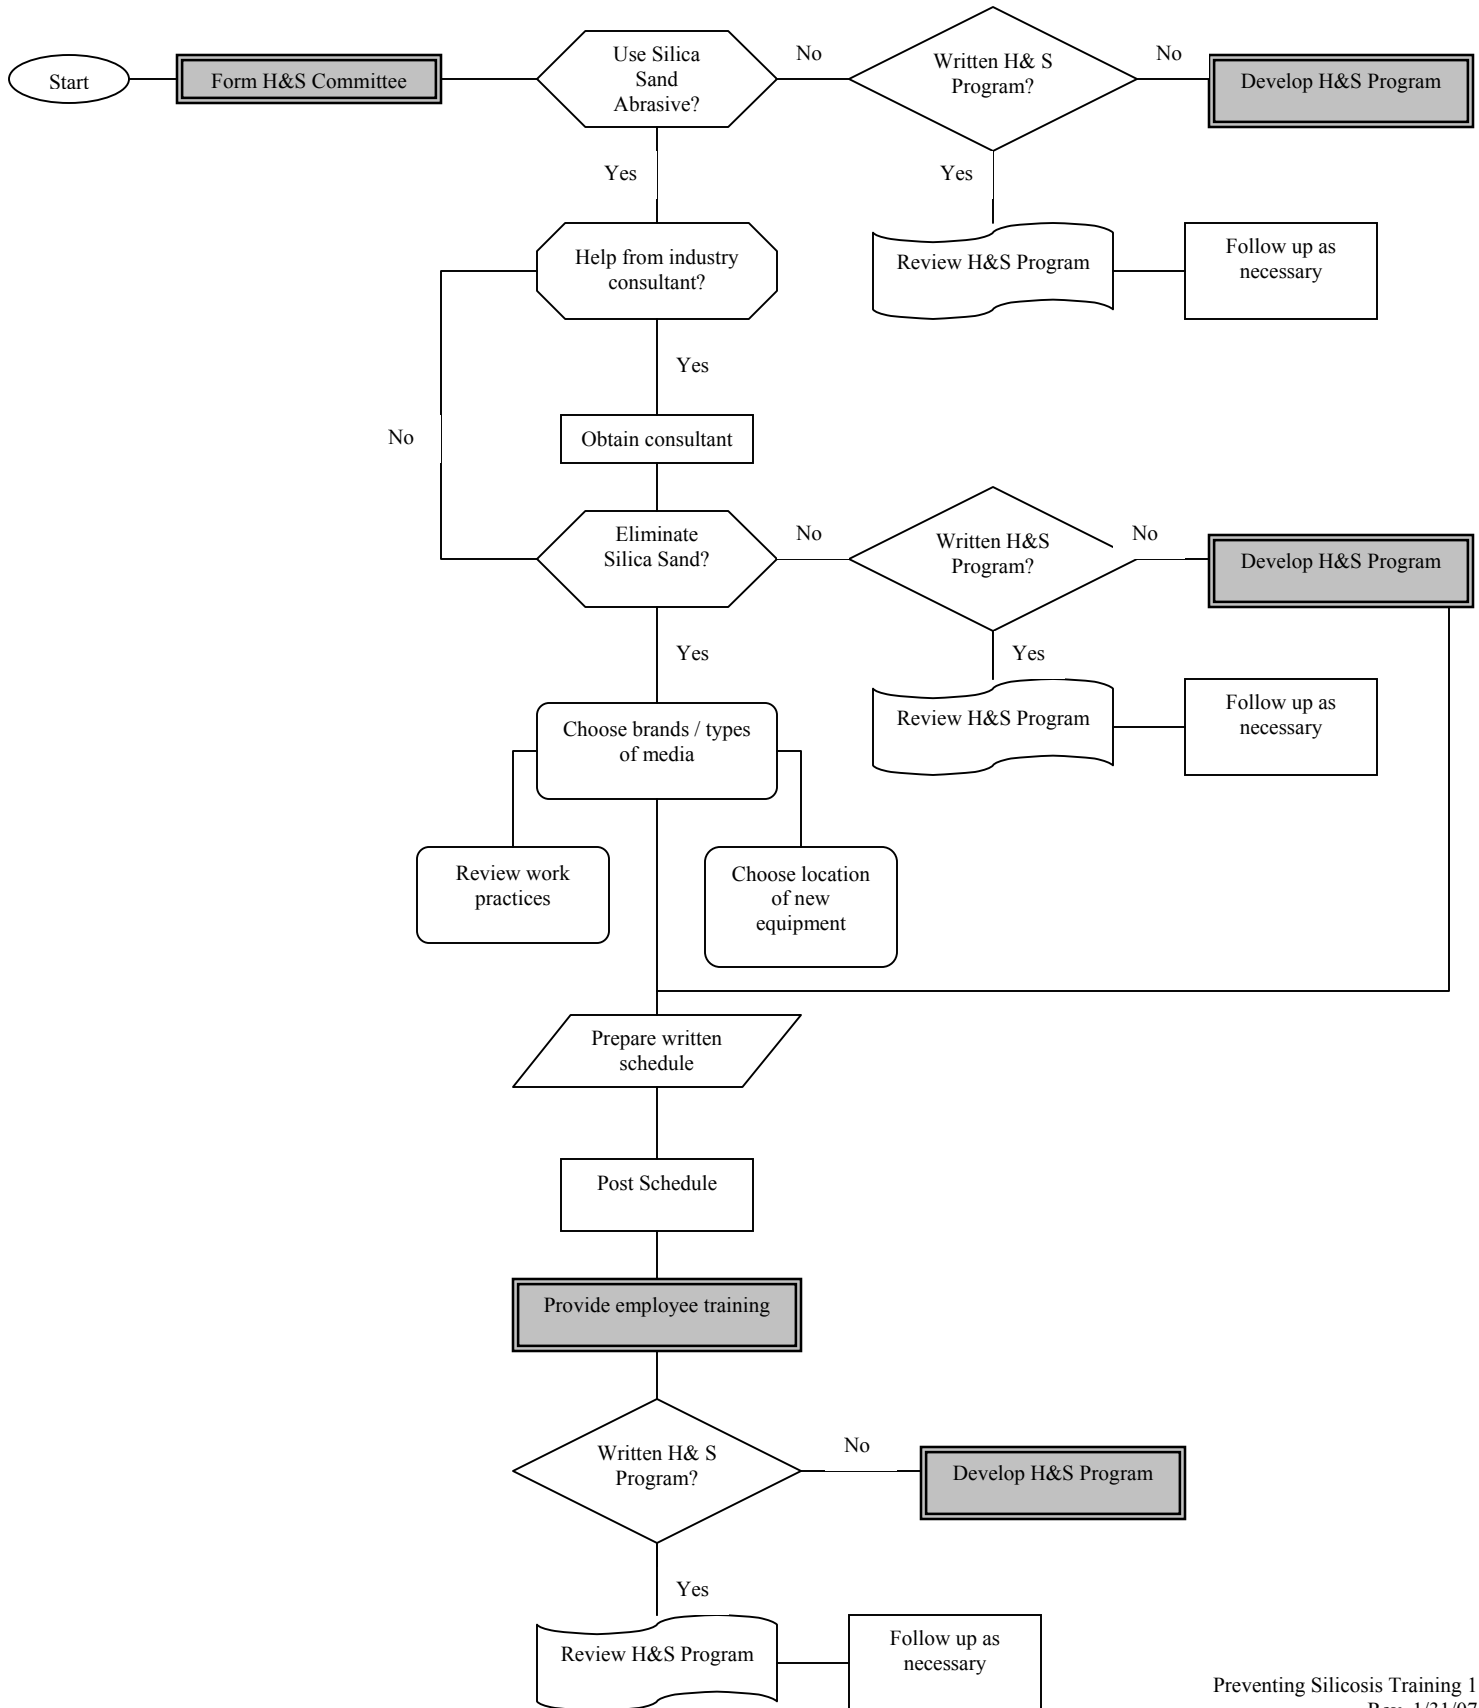 Start
Form H&S Committee
Use Silica
Sand
Abrasive?
No
Written H& S
Program?
No
Develop H&S Program
Yes
Yes
Help from industry
consultant?
Review H&S Program
Follow up as
necessary
Yes
No
Obtain consultant
Eliminate
Silica Sand?
No
Written H&S
Program?
No
Develop H&S Program
Yes
Yes
Choose brands / types
of media
Review H&S Program
Follow up as
necessary
Review work
practices
Choose location
of new
equipment
Prepare written
schedule
Post Schedule
Provide employee training
Written H& S
Program?
No
Develop H&S Program
Yes
Review H&S Program
Follow up as
necessary
Preventing Silicosis Training 1
Rev. 1/31/07